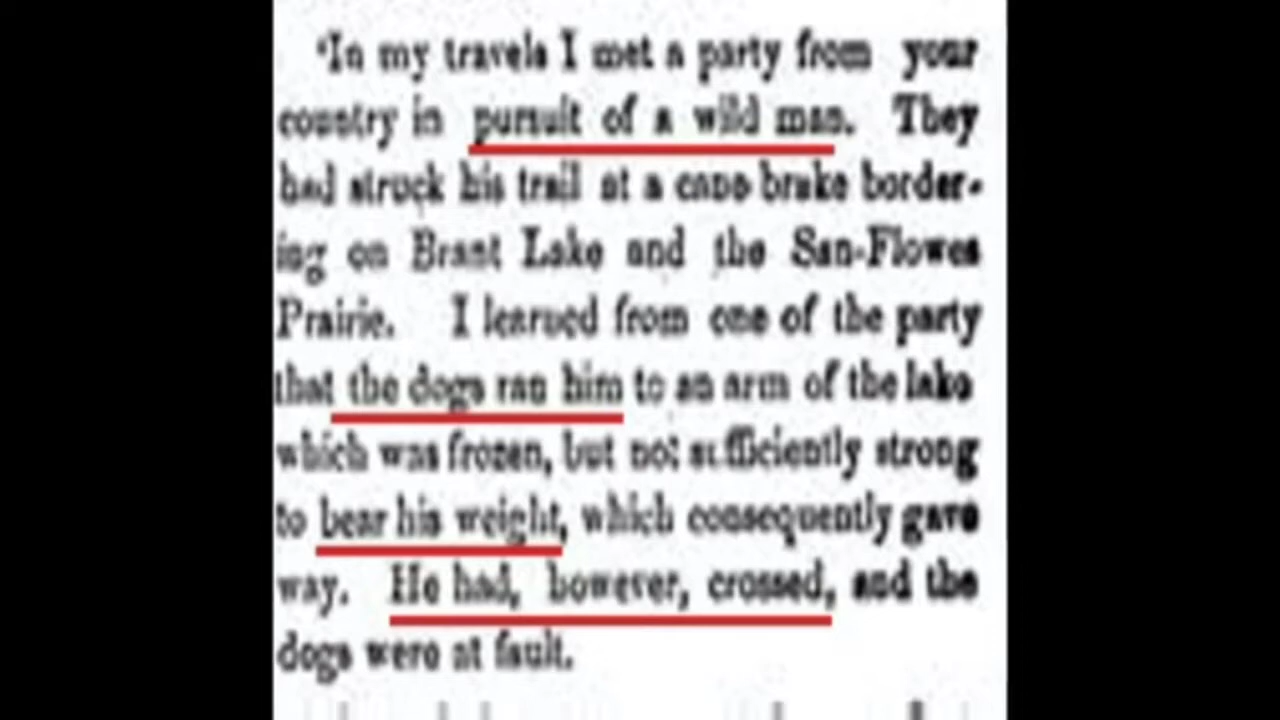 'In my travels I met a party from your
country in pursuit of a wild man. They
had struck his trail at a cane brake border-
ing on Brant Lake and the San-Flowes
Prairie. I learned from one of the party
that the dogs ran him to an arm of the lake
which was frozen, but not sufficiently strong
to bear his weight, which consequently gave
way. He had, however, crossed, and the
dogs were at fault.